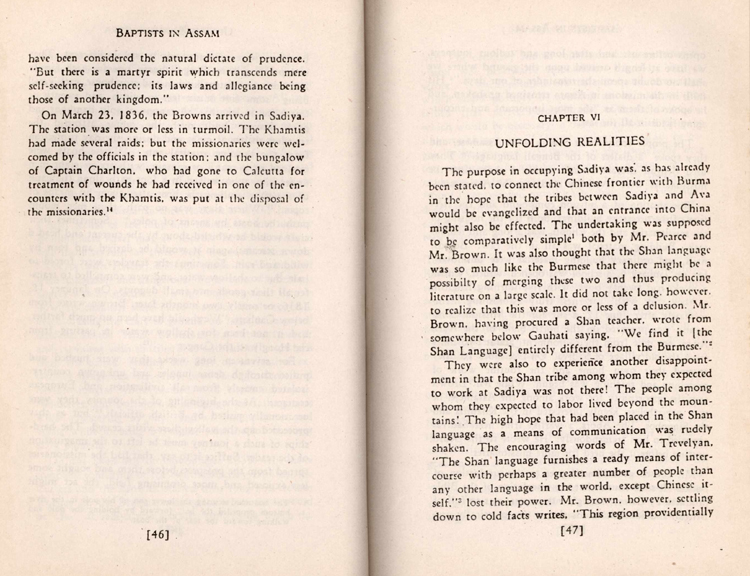 BAPTISTS IN ASSAM
have been considered the natural dictate of prudence.
"But there is a martyr spirit which transcends mere
self-seeking prudence; its laws and allegiance being
those of another kingdom."
On March 23, 1836, the Browns arrived in Sadiya.
The station was more or less in turmoil. The Khamtis
had made several raids; but the missionaries were wel-
comed by the officials in the station; and the bungalow
of Captain Charlton, who had gone to Calcutta for
treatment of wounds he had received in one of the en-
counters with the Khamtis, was put at the disposal of
the missionaries.¹⁴
[46]
CHAPTER VI
UNFOLDING REALITIES
The purpose in occupying Sadiya was, as has already
been stated, to connect the Chinese frontier with Burma
in the hope that the tribes between Sadiya and Ava
would be evangelized and that an entrance into China
might also be effected. The undertaking was supposed
to be comparatively simple¹ both by Mr. Pearce and
Mr. Brown. It was also thought that the Shan language
was so much like the Burmese that there might be a
possibilty of merging these two and thus producing
literature on a large scale. It did not take long, however,
to realize that this was more or less of a delusion. Mr.
Brown, having procured a Shan teacher, wrote from
somewhere below Gauhati saying, "We find it [the
Shan Language] entirely different from the Burmese."²
They were also to experience another disappoint-
ment in that the Shan tribe among whom they expected
to work at Sadiya was not there! The people among
whom they expected to labor lived beyond the moun-
tains! The high hope that had been placed in the Shan
language as a means of communication was rudely
shaken. The encouraging words of Mr. Trevelyan,
"The Shan language furnishes a ready means of inter-
course with perhaps a greater number of people than
any other language in the world, except Chinese it-
self,"³ lost their power. Mr. Brown, however, settling
down to cold facts writes, "This region providentially
[47]